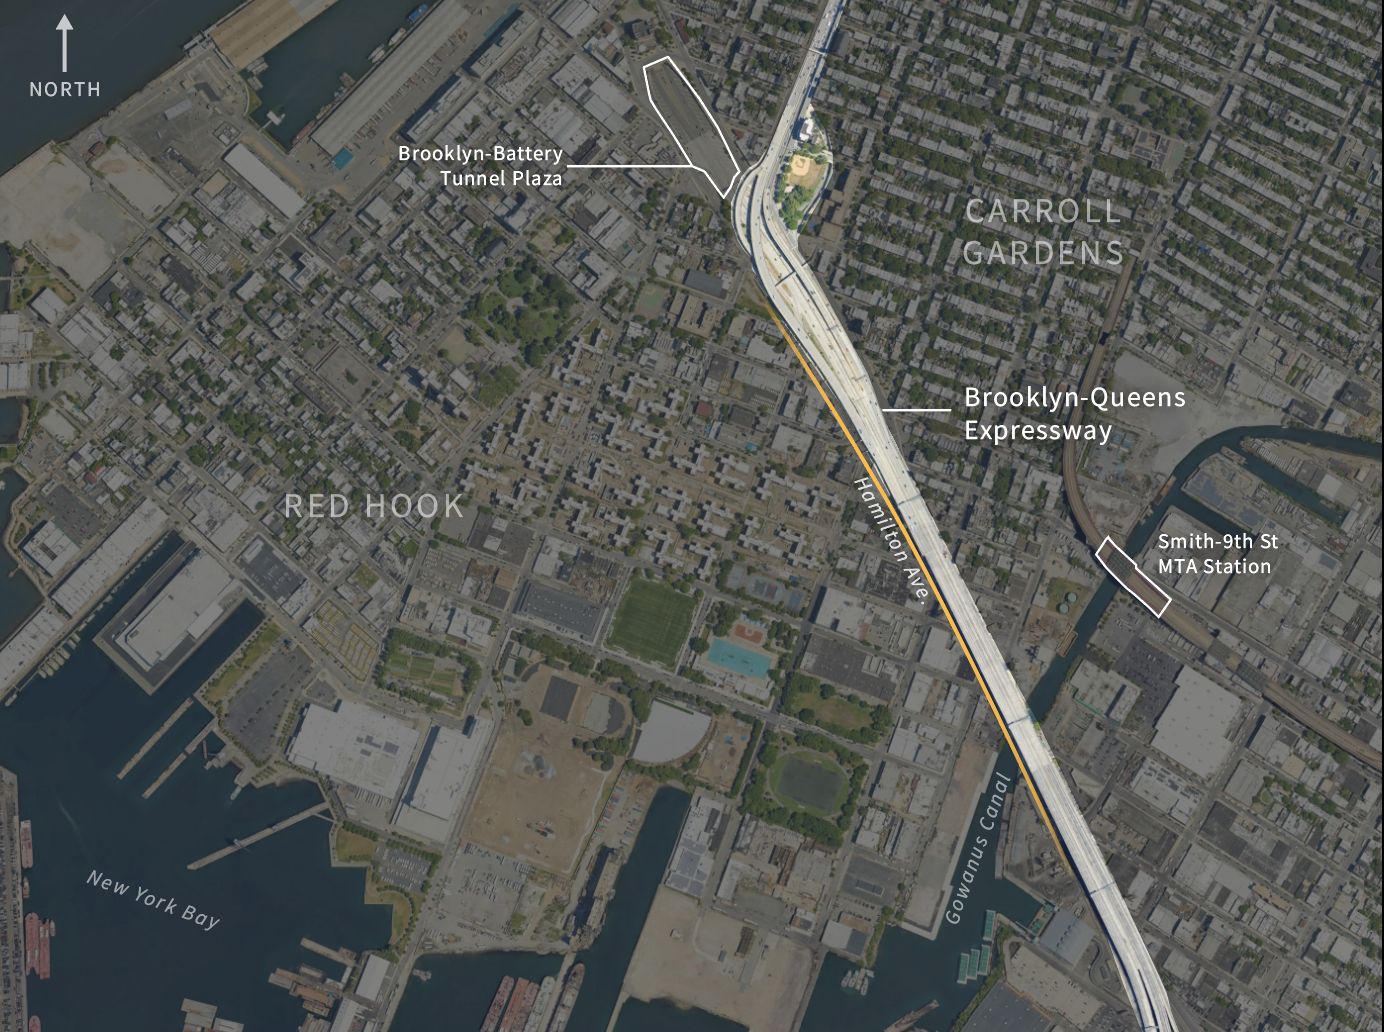 NORTH
Brooklyn-Battery
Tunnel Plaza
CARROLL
GARDENS
Brooklyn-Queens
Expressway
RED HOOK
Hamilton Ave.
Smith-9th St
MTA Station
Gowanus Canal
New York Bay